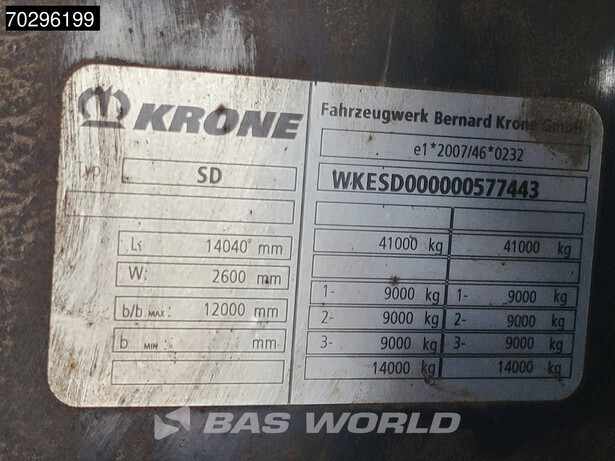 70296199
KRONE
SD
L: 14040 mm
W: 2600 mm
b/b MAX: 12000 mm
b MIN: mm
Fahrzeugwerk Bernard Krone GmbH
e1*2007/46*0232
WKESD000000577443
41000 kg 41000 kg
1- 9000 kg 1- 9000 kg
2- 9000 kg 2- 9000 kg
3- 9000 kg 3- 9000 kg
14000 kg 14000 kg
BAS WORLD